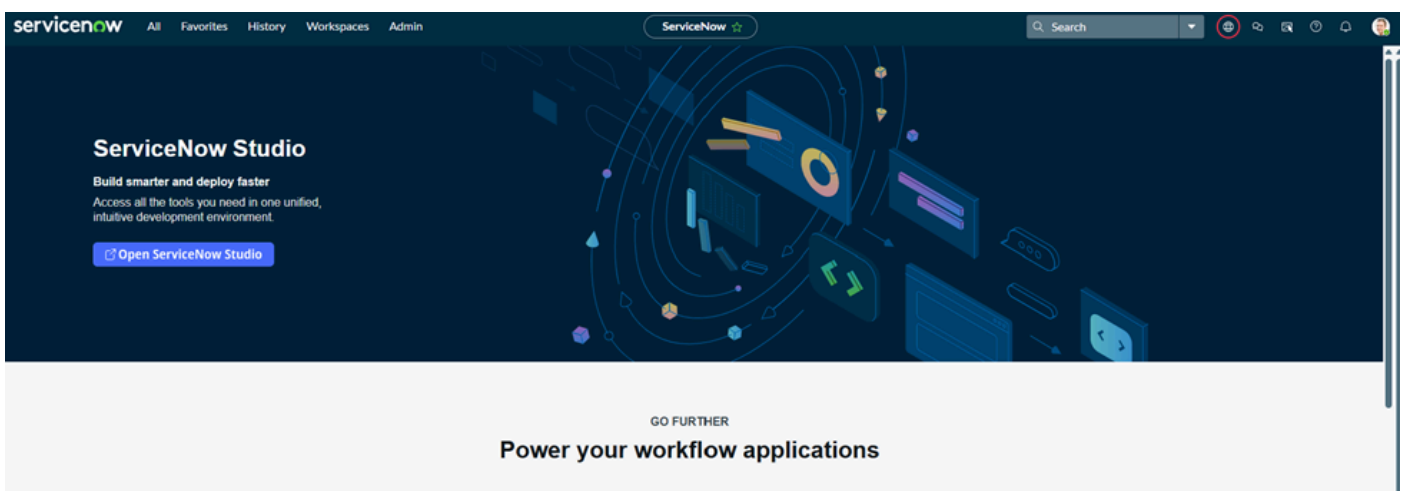 servicenow All Favorites History Workspaces Admin ServiceNow Search
ServiceNow Studio
Build smarter and deploy faster
Access all the tools you need in one unified,
intuitive development environment.
Open ServiceNow Studio
GO FURTHER
Power your workflow applications